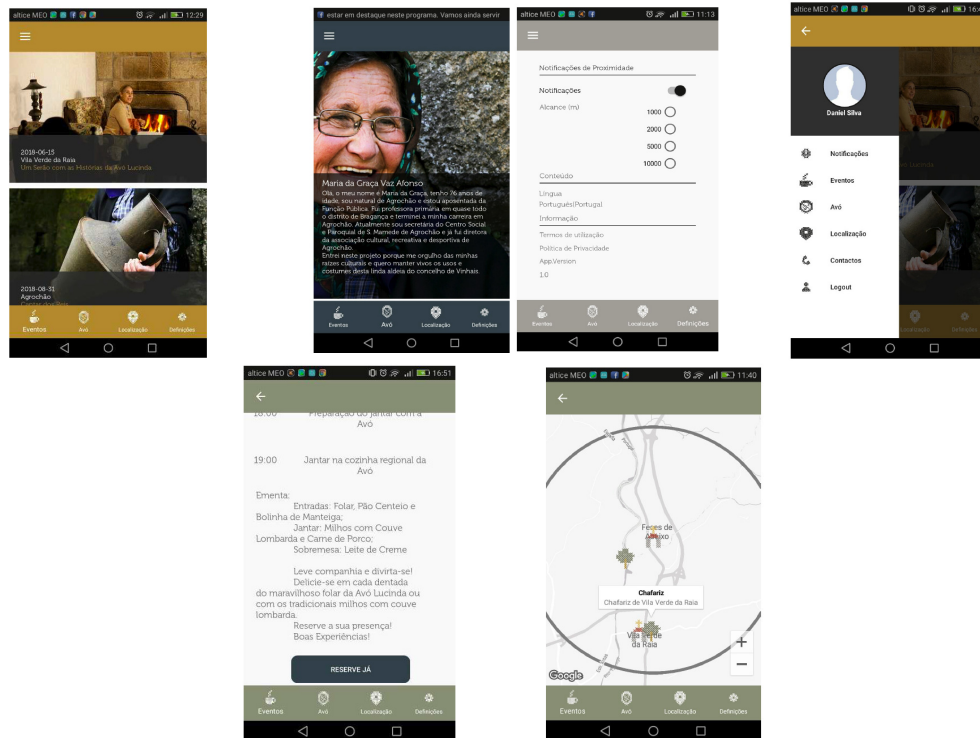 altice MEO 12:29
2018-06-15
Vila Verde da Raia
Um Serão com as Histórias da Avó Lucinda
2018-08-31
Agrochão
Cantar dos Reis
Eventos Avó Localização Definições
estar em destaque neste programa. Vamos ainda servir
Maria da Graça Vaz Afonso
Olá, o meu nome é Maria da Graça, tenho 76 anos de
idade, sou natural de Agrochão e estou aposentada da
Função Pública. Fui professora primária em quase todo
o distrito de Bragança e terminei a minha carreira em
Agrochão. Atualmente sou secretária do Centro Social
e Paroquial de S. Mamede de Agrochão e já fui diretora
da associação cultural, recreativa e desportiva de
Agrochão.
Entrei neste projeto porque me orgulho das minhas
raízes culturais e quero manter vivos os usos e
costumes desta linda aldeia do concelho de Vinhais.
Eventos Avó Localização Definições
altice MEO 11:13
Notificações de Proximidade
Notificações
Alcance (m)
1000
2000
5000
10000
Conteúdo
Língua
Português|Portugal
Informação
Termos de utilização
Política de Privacidade
App.Version
1.0
Eventos Avó Localização Definições
altice MEO
Daniel Silva
Notificações
Eventos
Avó
Localização
Contactos
Logout
Definições
altice MEO 16:51
18:00 Preparação do jantar com a
Avó
19:00 Jantar na cozinha regional da
Avó
Ementa:
Entradas: Folar, Pão Centeio e
Bolinha de Manteiga;
Jantar: Milhos com Couve
Lombarda e Carne de Porco;
Sobremesa: Leite de Creme
Leve companhia e divirta-se!
Delicie-se em cada dentada
do maravilhoso folar da Avó Lucinda ou
com os tradicionais milhos com couve
lombarda.
Reserve a sua presença!
Boas Experiências!
RESERVE JÁ
Eventos Avó Localização Definições
altice MEO 11:40
Feces de
Abaixo
Chafariz
Chafariz de Vila Verde da Raia
Vila Verde
da Raia
+
−
Google
Eventos Avó Localização Definições